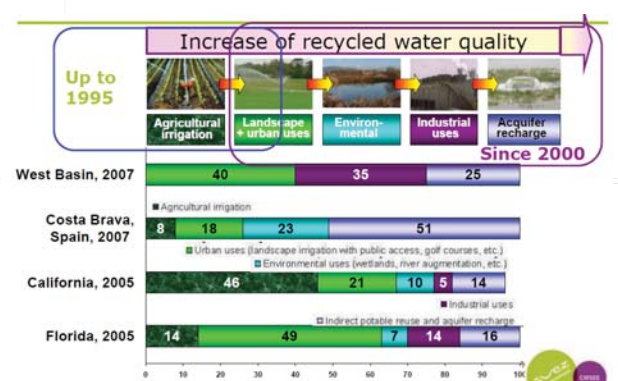 Increase of recycled water quality
Up to
1995
Agricultural
irrigation
Landscape
+ urban uses
Environ-
mental
Industrial
uses
Acquifer
recharge
Since 2000
West Basin, 2007
40 35 25
Agricultural irrigation
Costa Brava,
Spain, 2007
8 18 23 51
Urban uses (landscape irrigation with public access, golf courses, etc.)
Environmental uses (wetlands, river augmentation, etc.)
California, 2005
46 21 10 5 14
Industrial uses
Indirect potable reuse and aquifer recharge
Florida, 2005
14 49 7 14 16
0 10 20 30 40 50 60 70 80 90 100